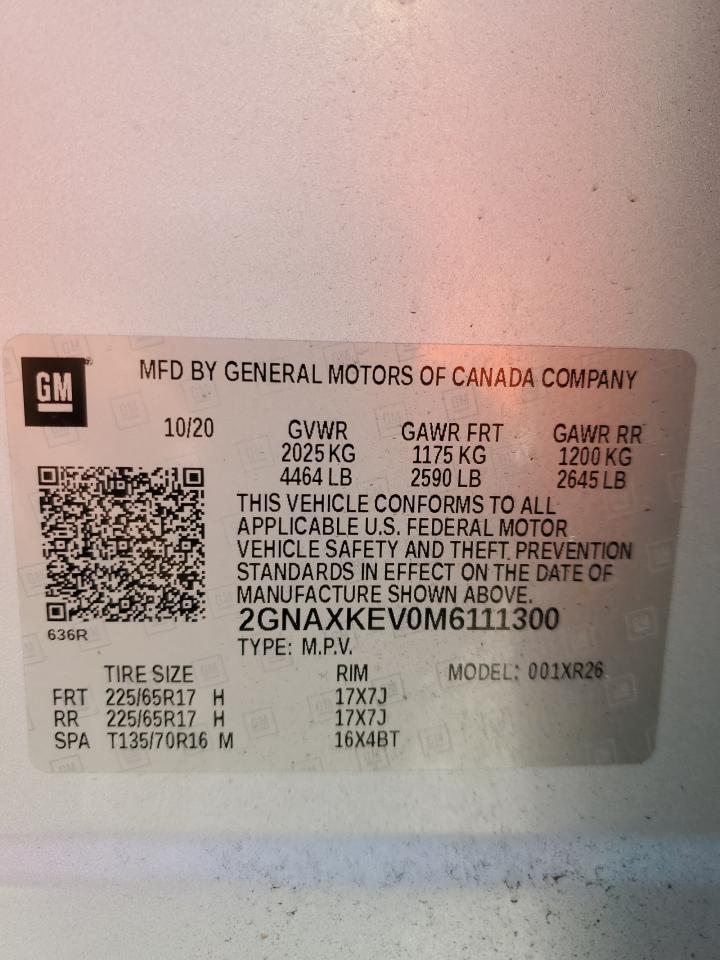 GM
MFD BY GENERAL MOTORS OF CANADA COMPANY
10/20 GVWR GAWR FRT GAWR RR
2025 KG 1175 KG 1200 KG
4464 LB 2590 LB 2645 LB
THIS VEHICLE CONFORMS TO ALL
APPLICABLE U.S. FEDERAL MOTOR
VEHICLE SAFETY AND THEFT PREVENTION
STANDARDS IN EFFECT ON THE DATE OF
MANUFACTURE SHOWN ABOVE.
2GNAXKEV0M6111300
636R
TYPE: M.P.V.
TIRE SIZE RIM MODEL: 001XR26
FRT 225/65R17 H 17X7J
RR 225/65R17 H 17X7J
SPA T135/70R16 M 16X4BT